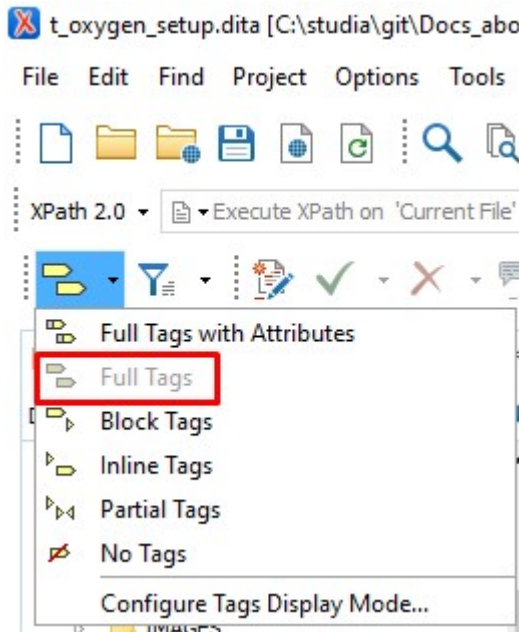 t_oxygen_setup.dita [C:\studia\git\Docs_abo
File Edit Find Project Options Tools
XPath 2.0 Execute XPath on 'Current File'
Full Tags with Attributes
Full Tags
Block Tags
Inline Tags
Partial Tags
No Tags
Configure Tags Display Mode...
IMAGES